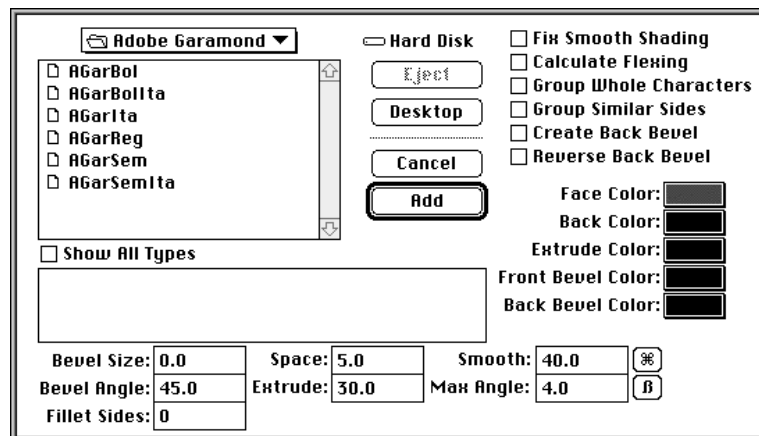 Adobe Garamond
AGarBol
AGarBolIta
AGarIta
AGarReg
AGarSem
AGarSemIta
Show All Types
Hard Disk
Eject
Desktop
Cancel
Add
Fix Smooth Shading
Calculate Flexing
Group Whole Characters
Group Similar Sides
Create Back Bevel
Reverse Back Bevel
Face Color:
Back Color:
Extrude Color:
Front Bevel Color:
Back Bevel Color:
Bevel Size: 0.0 Space: 5.0 Smooth: 40.0 ⌘
Bevel Angle: 45.0 Extrude: 30.0 Max Angle: 4.0 ß
Fillet Sides: 0